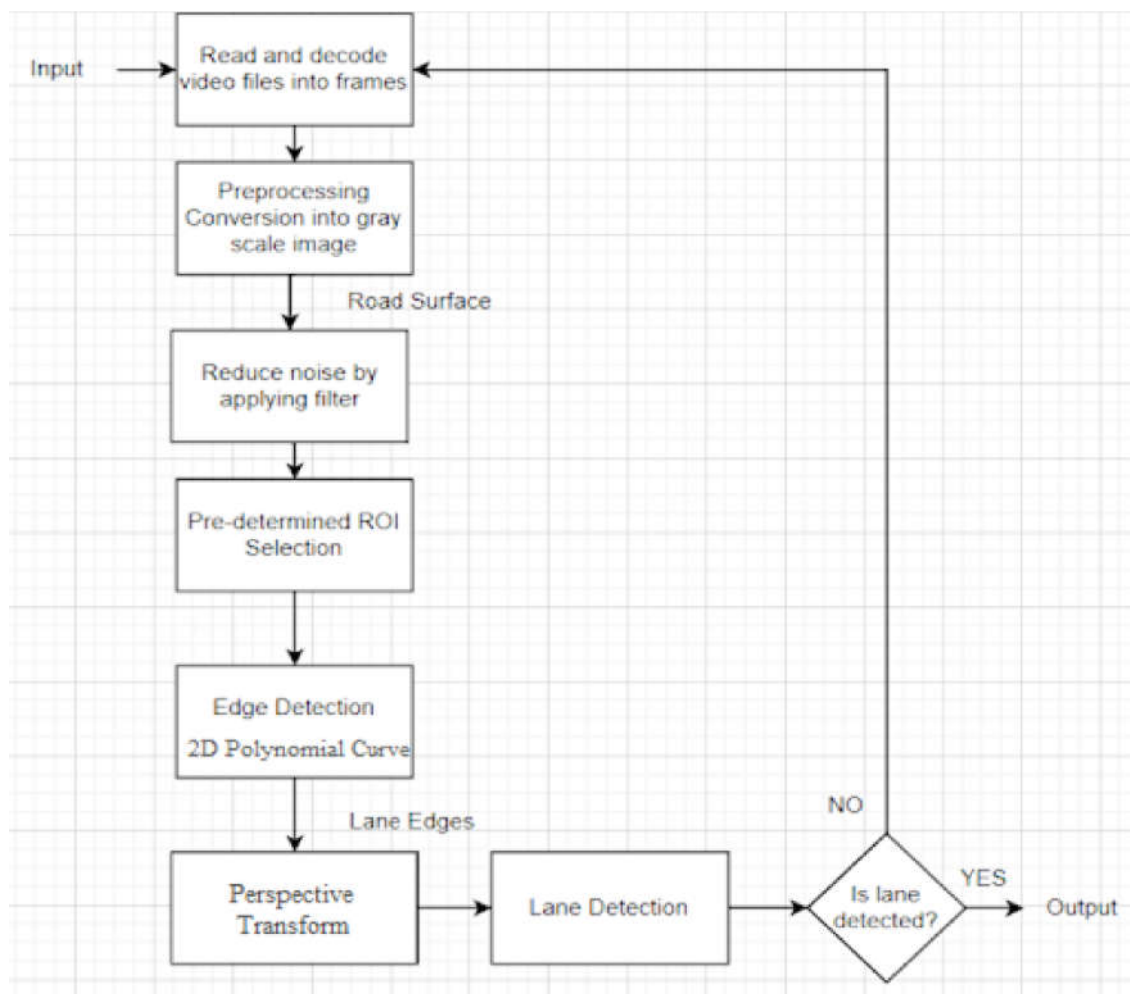 Input
Read and decode
video files into frames
Preprocessing
Conversion into gray
scale image
Road Surface
Reduce noise by
applying filter
Pre-determined ROI
Selection
Edge Detection
2D Polynomial Curve
Lane Edges
Perspective
Transform
Lane Detection
Is lane
detected?
NO
YES
Output